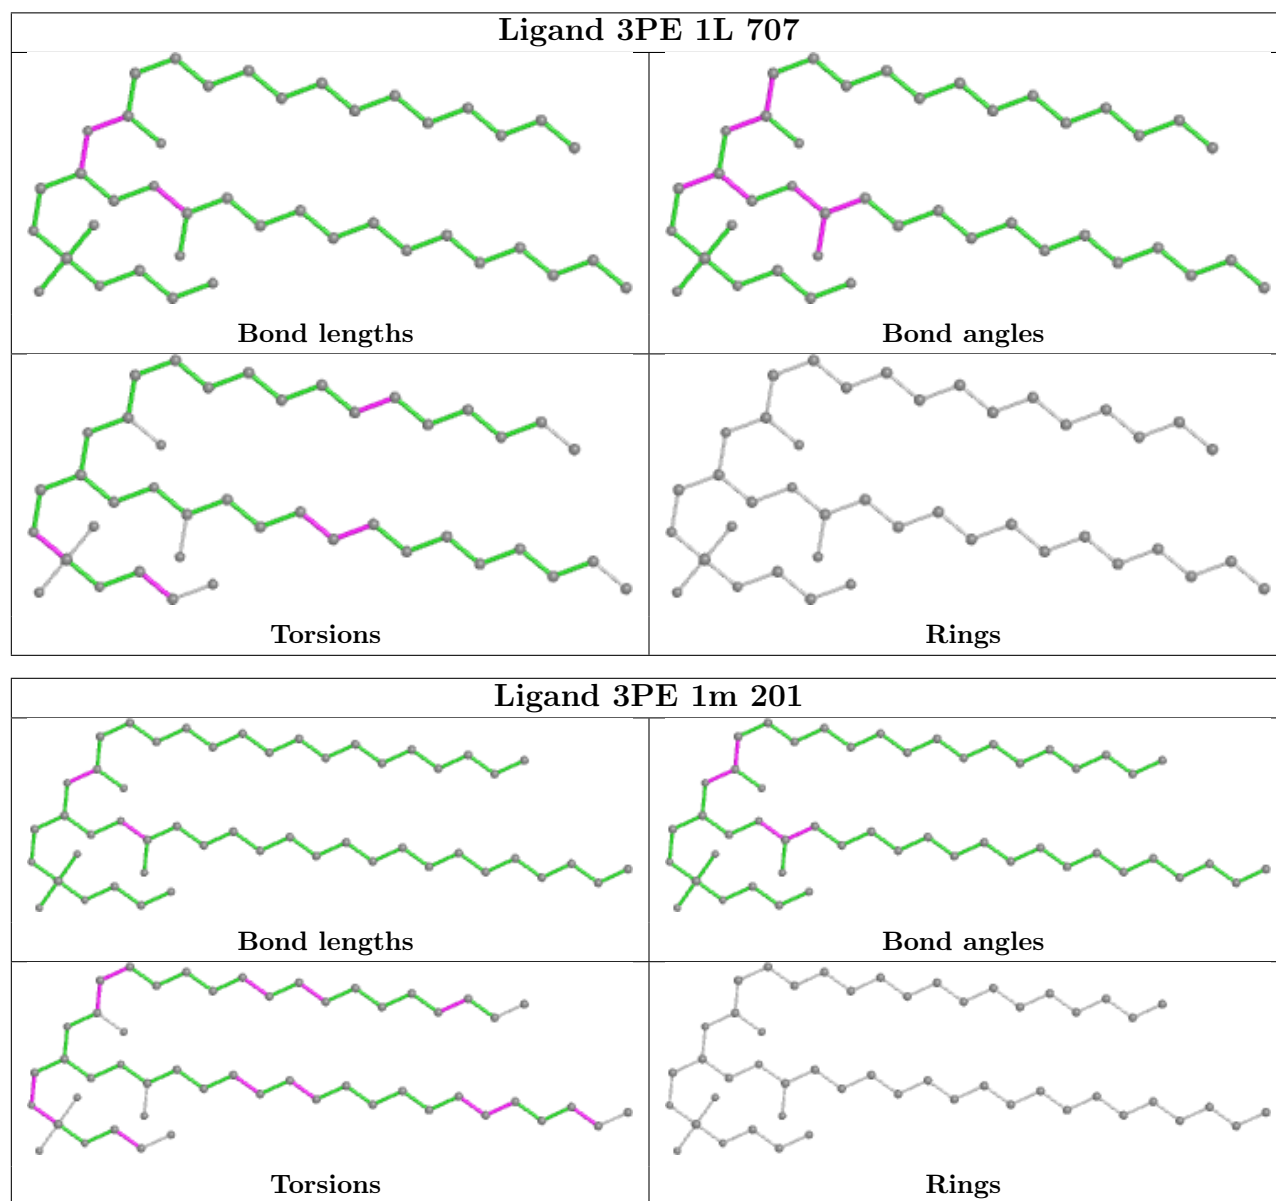 Ligand 3PE 1L 707
Bond lengths
Bond angles
Torsions
Rings
Ligand 3PE 1m 201
Bond lengths
Bond angles
Torsions
Rings